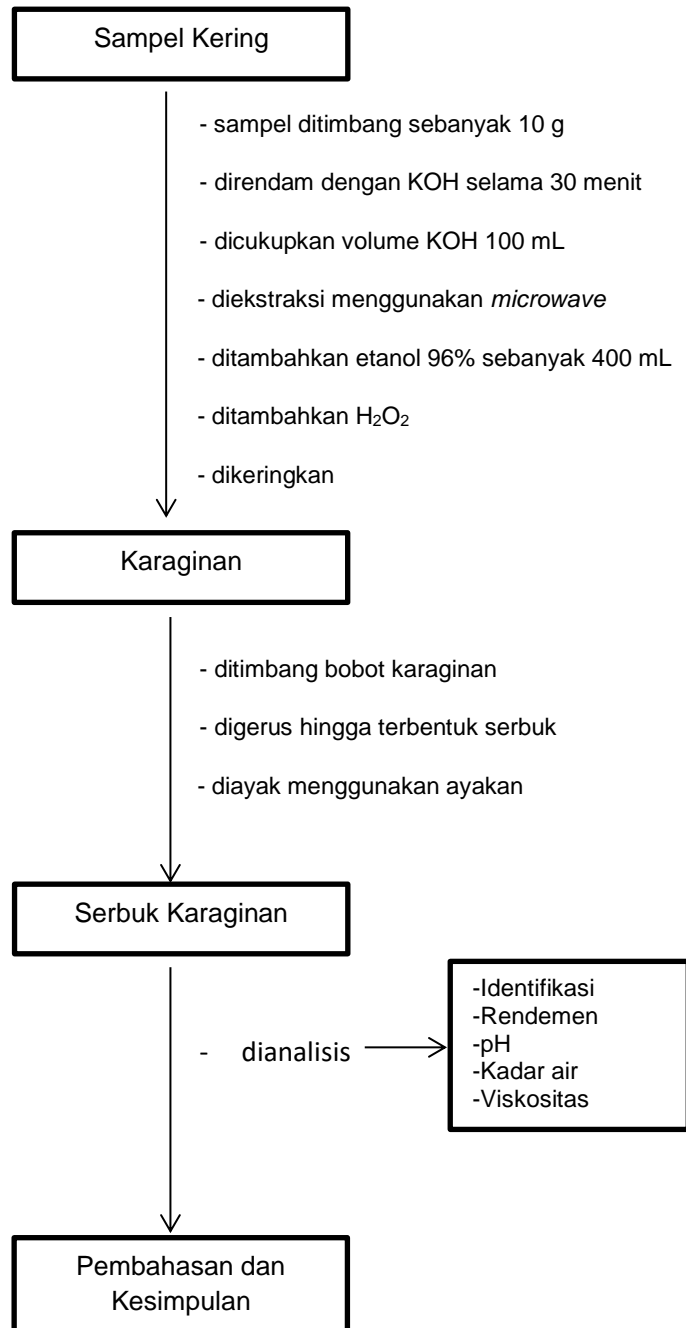 Sampel Kering
- sampel ditimbang sebanyak 10 g
- direndam dengan KOH selama 30 menit
- dicukupkan volume KOH 100 mL
- diekstraksi menggunakan microwave
- ditambahkan etanol 96% sebanyak 400 mL
- ditambahkan H₂O₂
- dikeringkan
Karaginan
- ditimbang bobot karaginan
- digerus hingga terbentuk serbuk
- diayak menggunakan ayakan
Serbuk Karaginan
- dianalisis
-Identifikasi
-Rendemen
-pH
-Kadar air
-Viskositas
Pembahasan dan
Kesimpulan